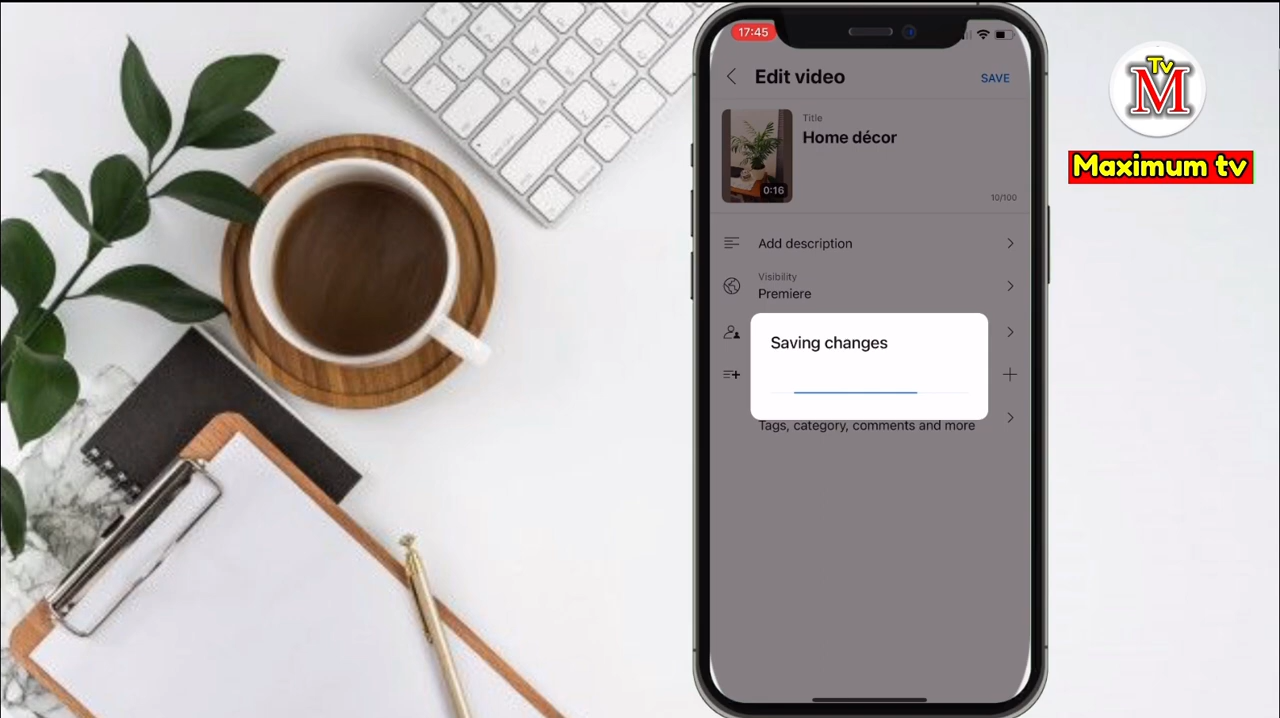 17:45
Edit video
SAVE
Title
Home décor
0:16
10/100
Add description
Visibility
Premiere
Saving changes
Tags, category, comments and more
Tv
M
Maximum tv